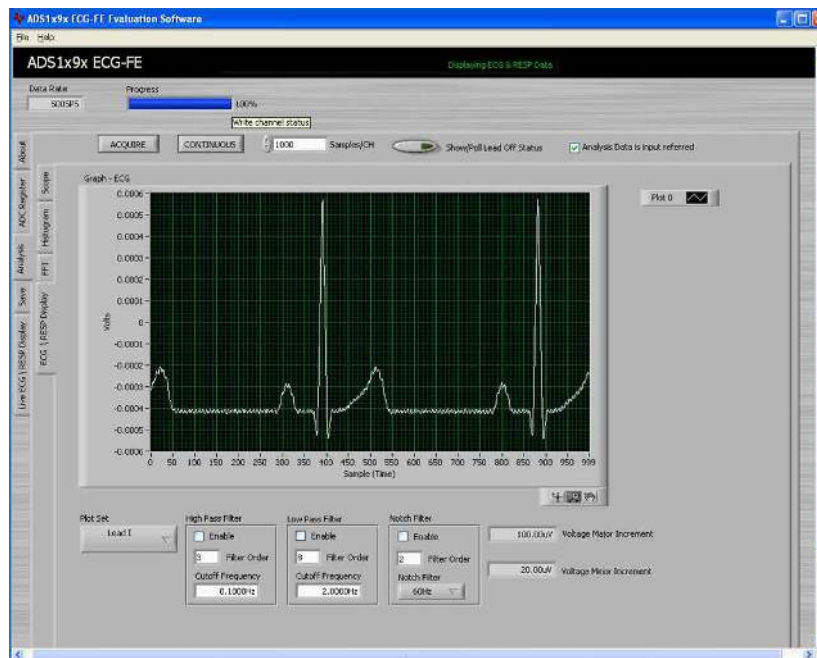 ADS1x9x ECG-FE Evaluation Software
File Help
ADS1x9x ECG-FE
Displaying ECG & RESP Data
Data Rate
500SPS
Progress
100%
Write channel status
ACQUIRE
CONTINUOUS
1000
Samples/CH
Show/Poll Lead Off Status
Analysis Data is input referred
About
ADC Register
Analysis
Save
Live ECG \ RESP Display
Scope
Histogram
FFT
ECG \ RESP Display
Graph - ECG
Plot 0
Volts
0.0006
0.0005
0.0004
0.0003
0.0002
0.0001
0
-0.0001
-0.0002
-0.0003
-0.0004
-0.0005
-0.0006
0 50 100 150 200 250 300 350 400 450 500 550 600 650 700 750 800 850 900 950 999
Sample (Time)
Plot Set
Lead I
High Pass Filter
Enable
3 Filter Order
Cutoff Frequency
0.1000Hz
Low Pass Filter
Enable
Filter Order
Cutoff Frequency
2.0000Hz
Notch Filter
Enable
2 Filter Order
Notch Filter
60Hz
100.00uV Voltage Major Increment
20.00uV Voltage Minor Increment